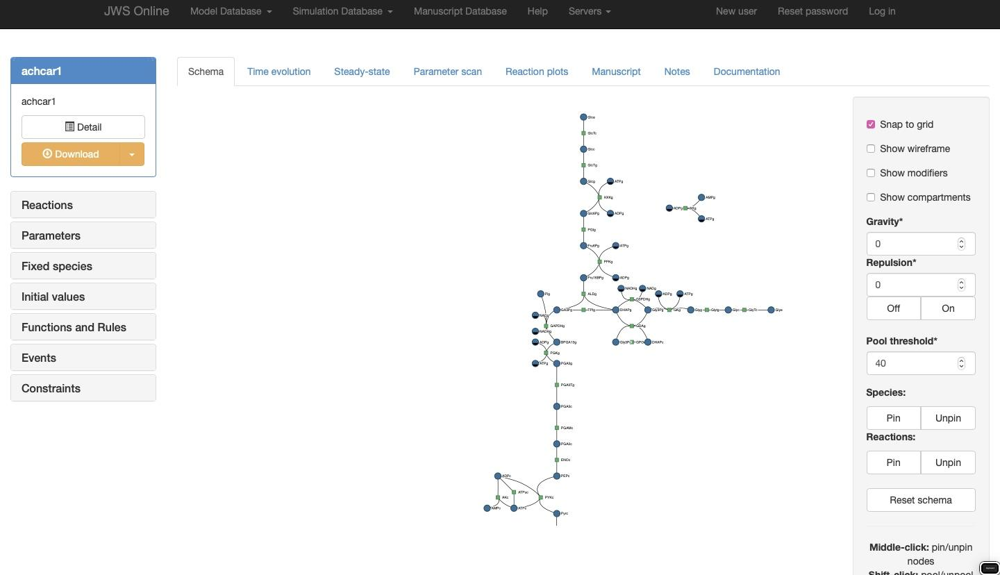 JWS Online
Model Database
Simulation Database
Manuscript Database
Help
Servers
New user
Reset password
Log in
achcar1
achcar1
Detail
Download
Reactions
Parameters
Fixed species
Initial values
Functions and Rules
Events
Constraints
Schema
Time evolution
Steady-state
Parameter scan
Reaction plots
Manuscript
Notes
Documentation
Glce
GlcTc
Glcc
GlcTg
Glcg
ATPg
HXKg
Glc6Pg
ADPg
PGIg
Fru6Pg
ATPg
PFKg
Fru16BPg
ADPg
AMPg
ADPg
AKg
ATPg
Pig
ALDg
NADHg
NADg
G3PDHg
ADPg
ATPg
GA3Pg
TPIg
DHAPg
Gly3Pg
GKg
Glyg
Glytg
Glyc
GlyTc
Glye
NADg
GAPDHg
GDAg
NADHg
ADPg
BPGA13g
DHAPc
PGKg
ATPg
PGA3g
PGA3Tg
PGA3c
PGAMc
PGA2c
ENOc
ADPc
PEPc
ATPuc
AKc
PYKc
AMPc
ATPc
Pyrc
Snap to grid
Show wireframe
Show modifiers
Show compartments
Gravity*
0
Repulsion*
0
Off
On
Pool threshold*
40
Species:
Pin
Unpin
Reactions:
Pin
Unpin
Reset schema
Middle-click: pin/unpin
nodes
Shift-click: pool/unpool